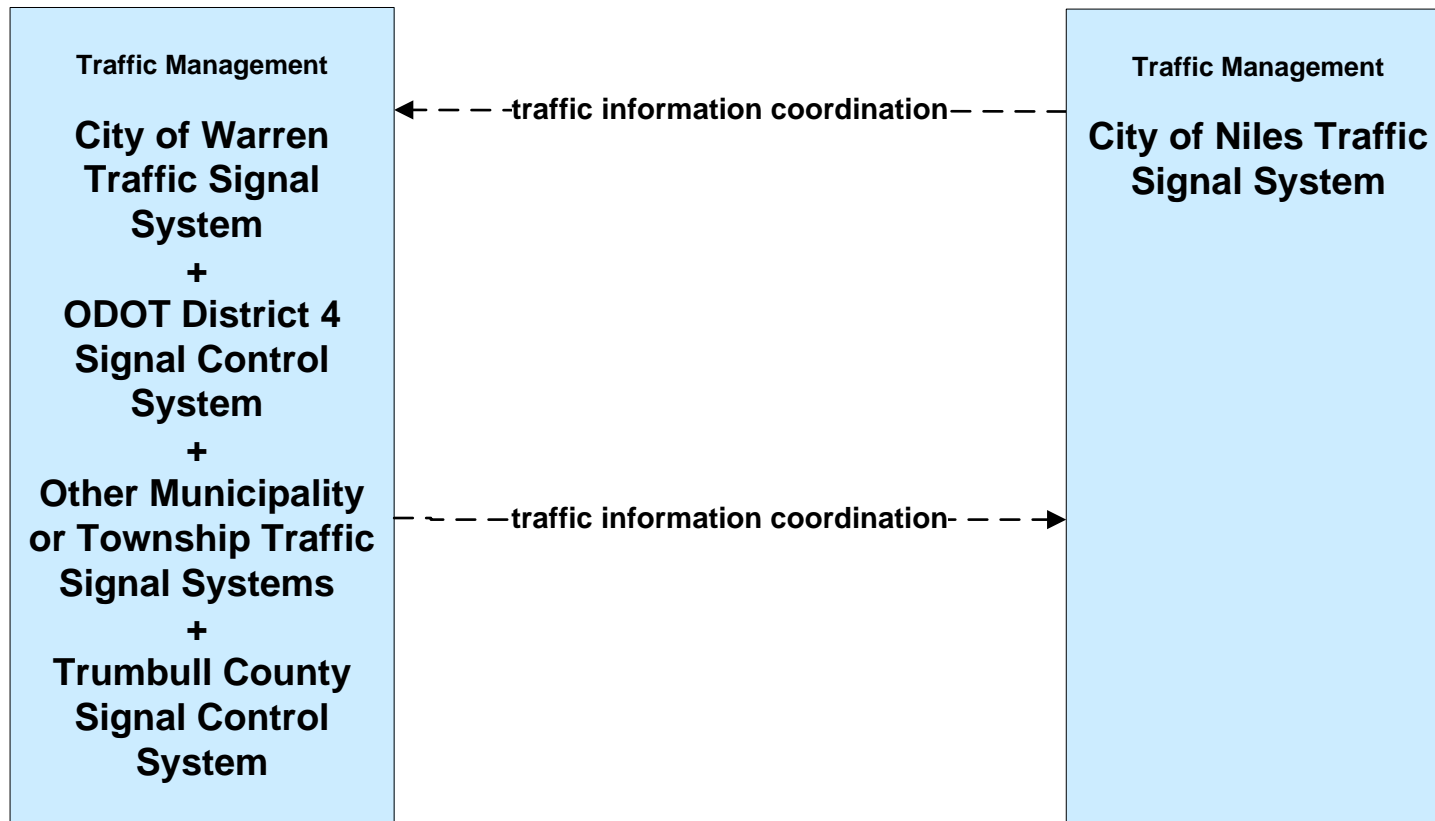 Traffic Management
City of Warren
Traffic Signal
System
+
ODOT District 4
Signal Control
System
+
Other Municipality
or Township Traffic
Signal Systems
+
Trumbull County
Signal Control
System
traffic information coordination
traffic information coordination
Traffic Management
City of Niles Traffic
Signal System